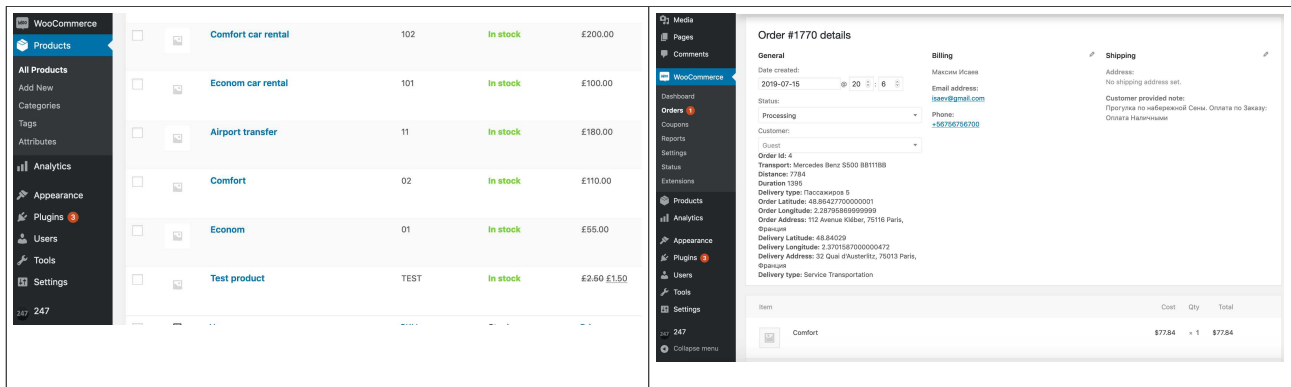 WooCommerce
Products
All Products
Add New
Categories
Tags
Attributes
Analytics
Appearance
Plugins 3
Users
Tools
Settings
247 247
Comfort car rental 102 In stock £200.00
Econom car rental 101 In stock £100.00
Airport transfer 11 In stock £180.00
Comfort 02 In stock £110.00
Econom 01 In stock £55.00
Test product TEST In stock £2.50 £1.50
Media
Pages
Comments
WooCommerce
Dashboard
Orders 1
Coupons
Reports
Settings
Status
Extensions
Products
Analytics
Appearance
Plugins 3
Users
Tools
Settings
247 247
Collapse menu
Order #1770 details
General
Date created:
2019-07-15 @ 20 : 6
Status:
Processing
Customer:
Guest
Order Id: 4
Transport: Mercedes Benz S500 BB111BB
Distance: 7784
Duration 1395
Delivery type: Пассажиров 5
Order Latitude: 48.86427700000001
Order Longitude: 2.28795869999999
Order Address: 112 Avenue Kléber, 75116 Paris,
Франция
Delivery Latitude: 48.84029
Delivery Longitude: 2.3701587000000472
Delivery Address: 32 Quai d'Austerlitz, 75013 Paris,
Франция
Delivery type: Service Transportation
Billing
Максим Исаев
Email address:
isaev@gmail.com
Phone:
+56756756700
Shipping
Address:
No shipping address set.
Customer provided note:
Прогулка по набережной Сены. Оплата по Заказу:
Оплата Наличными
Item Cost Qty Total
Comfort $77.84 × 1 $77.84